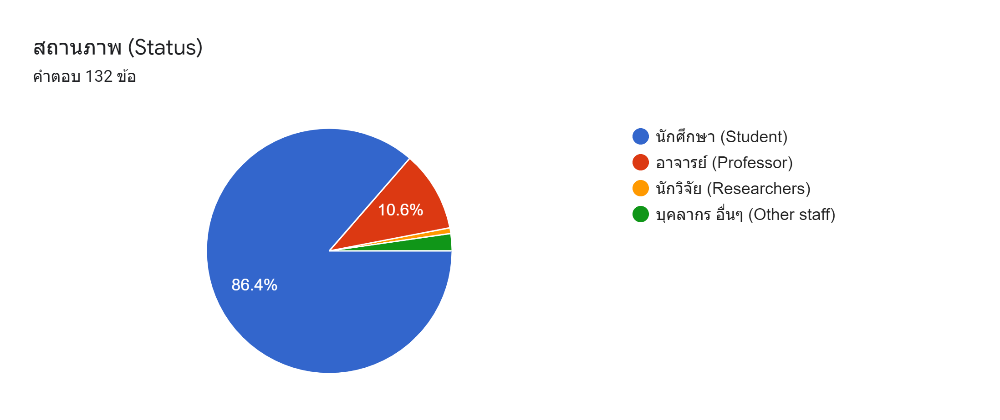 สถานภาพ (Status)
คำตอบ 132 ข้อ
นักศึกษา (Student)
อาจารย์ (Professor)
นักวิจัย (Researchers)
บุคลากร อื่นๆ (Other staff)
10.6%
86.4%